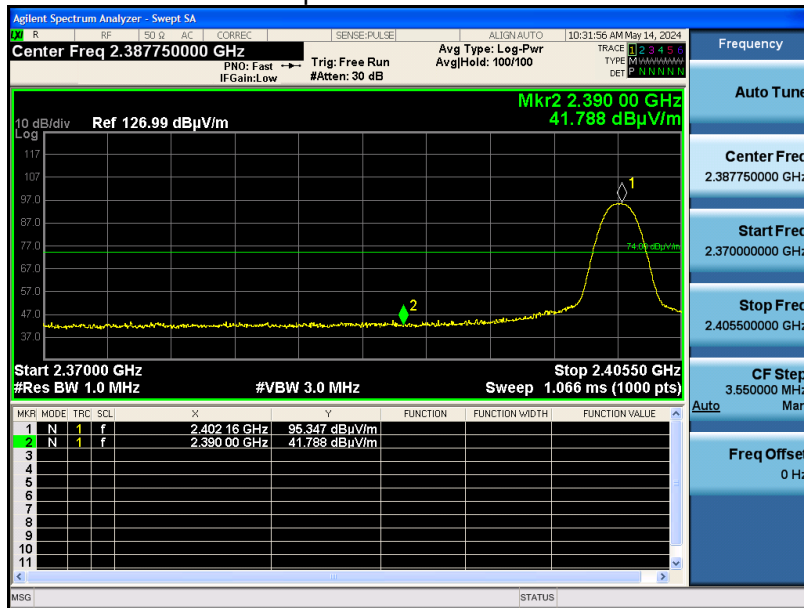 Agilent Spectrum Analyzer - Swept SA
LXI R RF 50 Ω AC CORREC SENSE:PULSE ALIGN AUTO 10:31:56 AM May 14, 2024
Center Freq 2.387750000 GHz
PNO: Fast
IFGain:Low
Trig: Free Run
#Atten: 30 dB
Avg Type: Log-Pwr
Avg|Hold: 100/100
TRACE 1 2 3 4 5 6
TYPE M WWWWW
DET P N N N N N
Mkr2 2.390 00 GHz
41.788 dBµV/m
10 dB/div
Log
Ref 126.99 dBµV/m
117
107
97.0
87.0
77.0
67.0
57.0
47.0
37.0
1
74.00 dBµV/m
2
Start 2.37000 GHz
Stop 2.40550 GHz
#Res BW 1.0 MHz
#VBW 3.0 MHz
Sweep 1.066 ms (1000 pts)
MKR MODE TRC SCL X Y FUNCTION FUNCTION WIDTH FUNCTION VALUE
1 N 1 f 2.402 16 GHz 95.347 dBµV/m
2 N 1 f 2.390 00 GHz 41.788 dBµV/m
3
4
5
6
7
8
9
10
11
MSG
STATUS
Frequency
Auto Tune
Center Freq
2.387750000 GHz
Start Freq
2.370000000 GHz
Stop Freq
2.405500000 GHz
CF Step
3.550000 MHz
Auto Man
Freq Offset
0 Hz